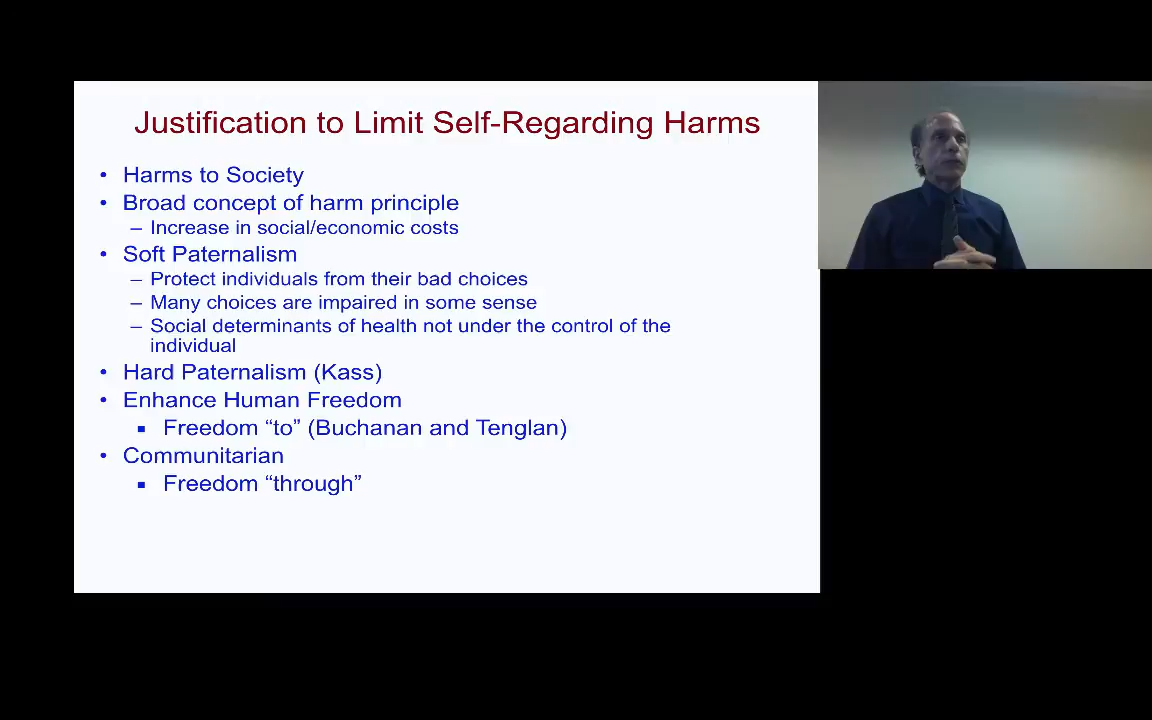 Justification to Limit Self-Regarding Harms
• Harms to Society
• Broad concept of harm principle
– Increase in social/economic costs
• Soft Paternalism
– Protect individuals from their bad choices
– Many choices are impaired in some sense
– Social determinants of health not under the control of the
individual
• Hard Paternalism (Kass)
• Enhance Human Freedom
▪ Freedom “to” (Buchanan and Tenglan)
• Communitarian
▪ Freedom “through”